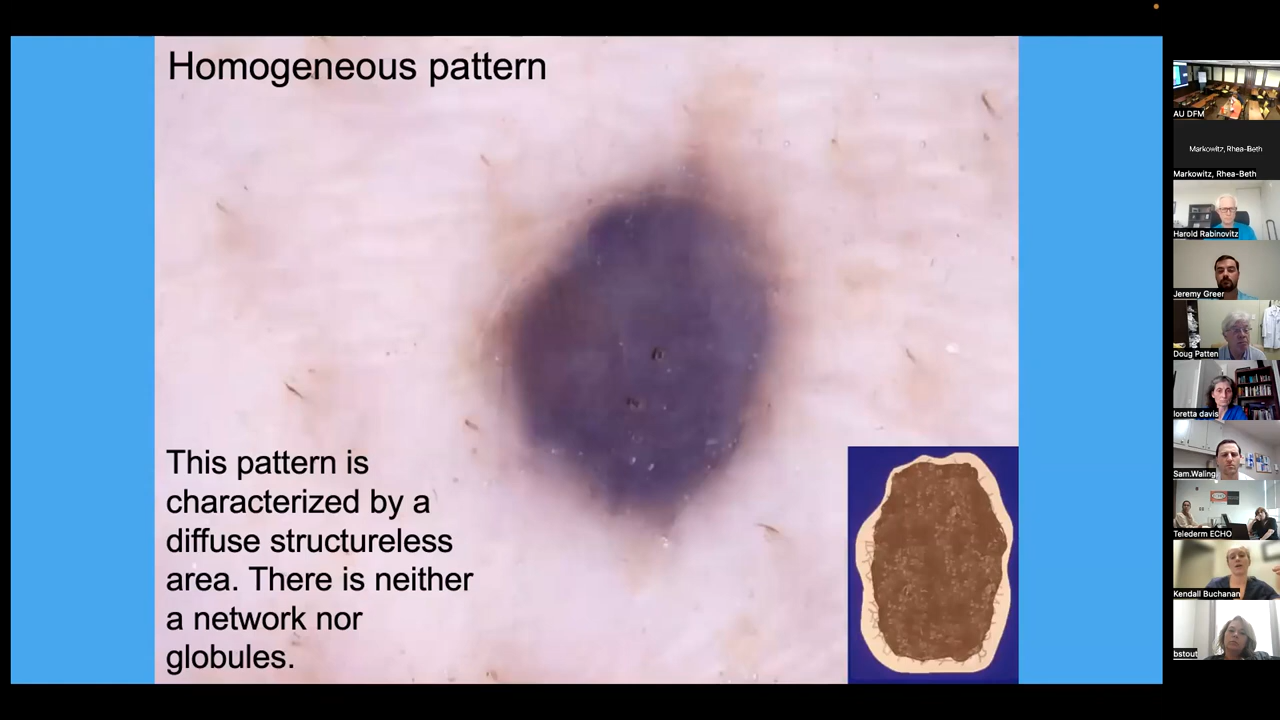 Homogeneous pattern
This pattern is
characterized by a
diffuse structureless
area. There is neither
a network nor
globules.
AU DFM
Markowitz, Rhea-Beth
Markowitz, Rhea-Beth
Harold Rabinovitz
Jeremy Greer
Doug Patten
loretta davis
Sam.Waling
Telederm ECHO
Kendall Buchanan
bstout